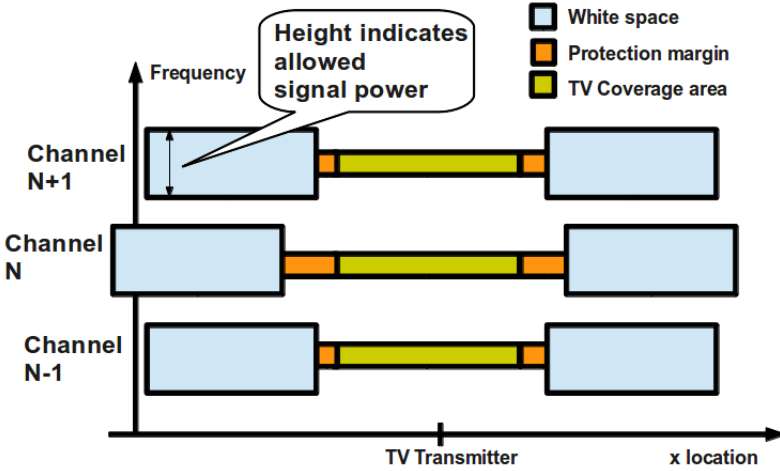 Height indicates
allowed
signal power
White space
Protection margin
TV Coverage area
Frequency
Channel
N+1
Channel
N
Channel
N-1
TV Transmitter
x location